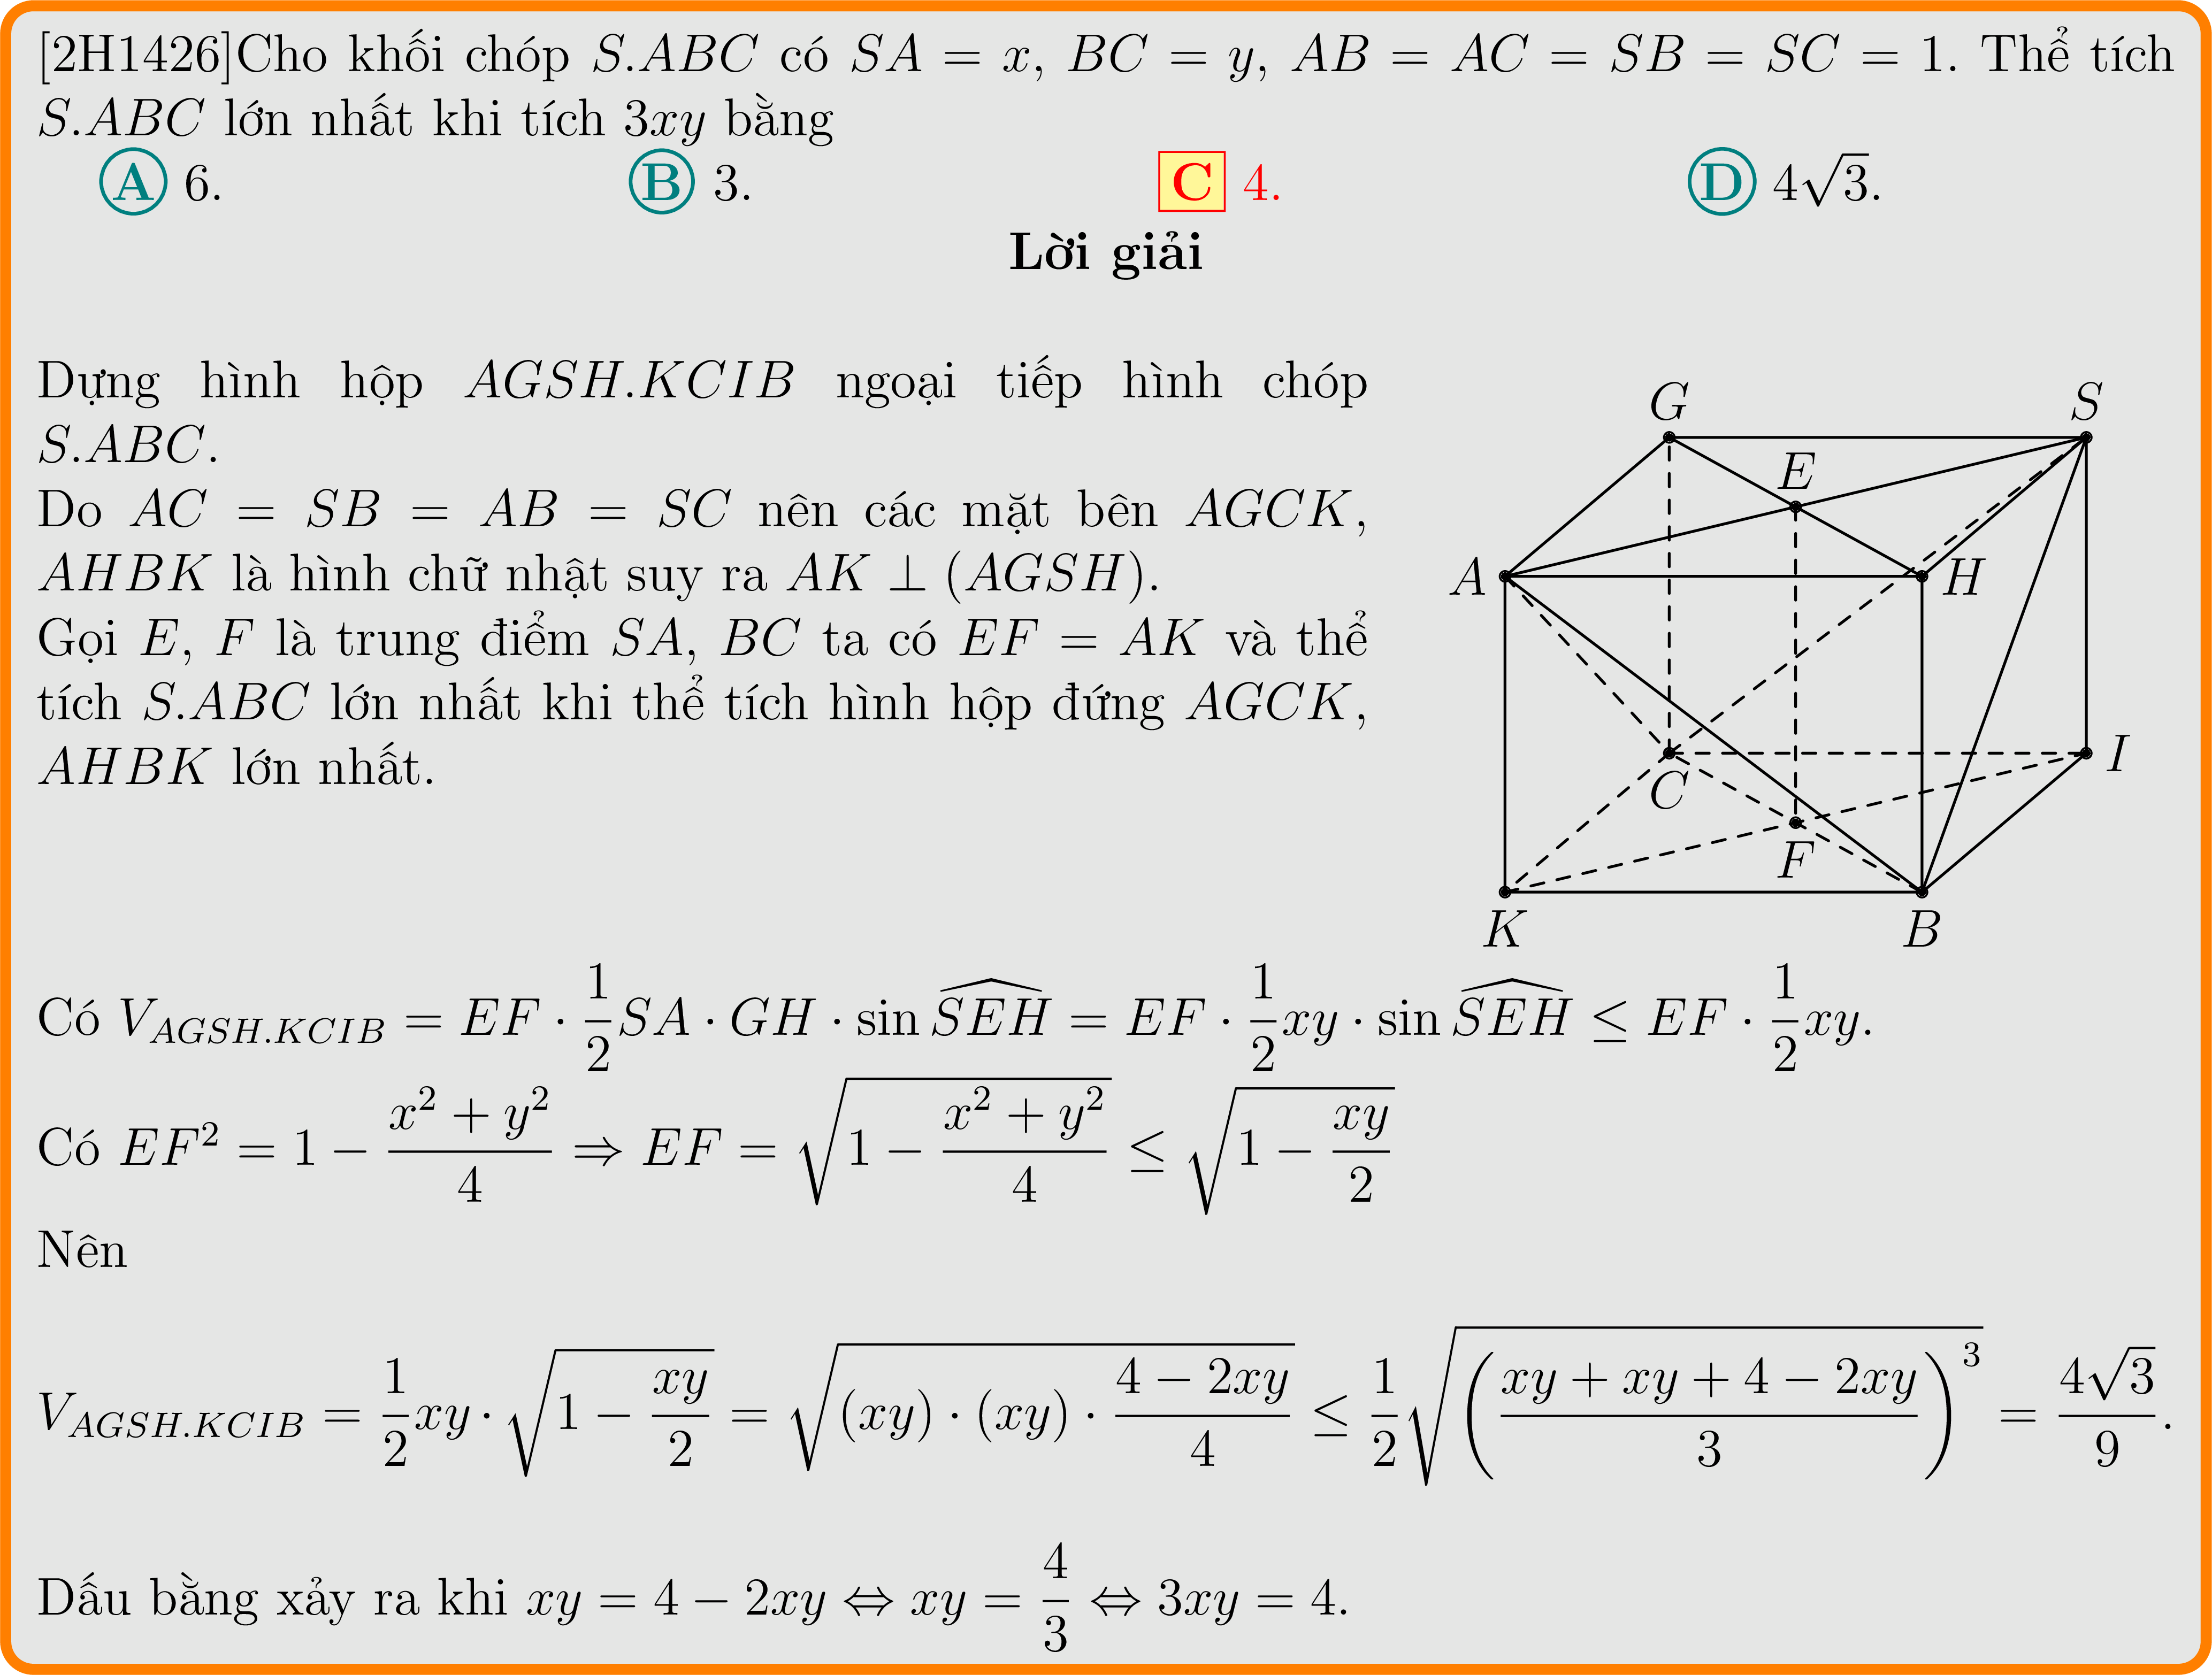 [2H1426]Cho khối chóp S.ABC có SA = x, BC = y, AB = AC = SB = SC = 1. Thể tích
S.ABC lớn nhất khi tích 3xy bằng
A 6. B 3. C 4. D 4√3.
Lời giải
Dựng hình hộp AGSH.KCIB ngoại tiếp hình chóp
S.ABC.
Do AC = SB = AB = SC nên các mặt bên AGCK,
AHBK là hình chữ nhật suy ra AK ⊥ (AGSH).
Gọi E, F là trung điểm SA, BC ta có EF = AK và thể
tích S.ABC lớn nhất khi thể tích hình hộp đứng AGCK,
AHBK lớn nhất.
G
S
E
A
H
C
I
F
K
B
Có $V_{AGSH.KCIB} = EF \cdot \frac{1}{2} SA \cdot GH \cdot \sin \widehat{SEH} = EF \cdot \frac{1}{2} xy \cdot \sin \widehat{SEH} \leq EF \cdot \frac{1}{2} xy.$
Có $EF^2 = 1 - \frac{x^2 + y^2}{4} \Rightarrow EF = \sqrt{1 - \frac{x^2 + y^2}{4}} \leq \sqrt{1 - \frac{xy}{2}}$
Nên
$V_{AGSH.KCIB} = \frac{1}{2} xy \cdot \sqrt{1 - \frac{xy}{2}} = \sqrt{(xy) \cdot (xy) \cdot \frac{4 - 2xy}{4}} \leq \frac{1}{2} \sqrt{\left( \frac{xy + xy + 4 - 2xy}{3} \right)^3} = \frac{4\sqrt{3}}{9}.$
Dấu bằng xảy ra khi $xy = 4 - 2xy \Leftrightarrow xy = \frac{4}{3} \Leftrightarrow 3xy = 4.$